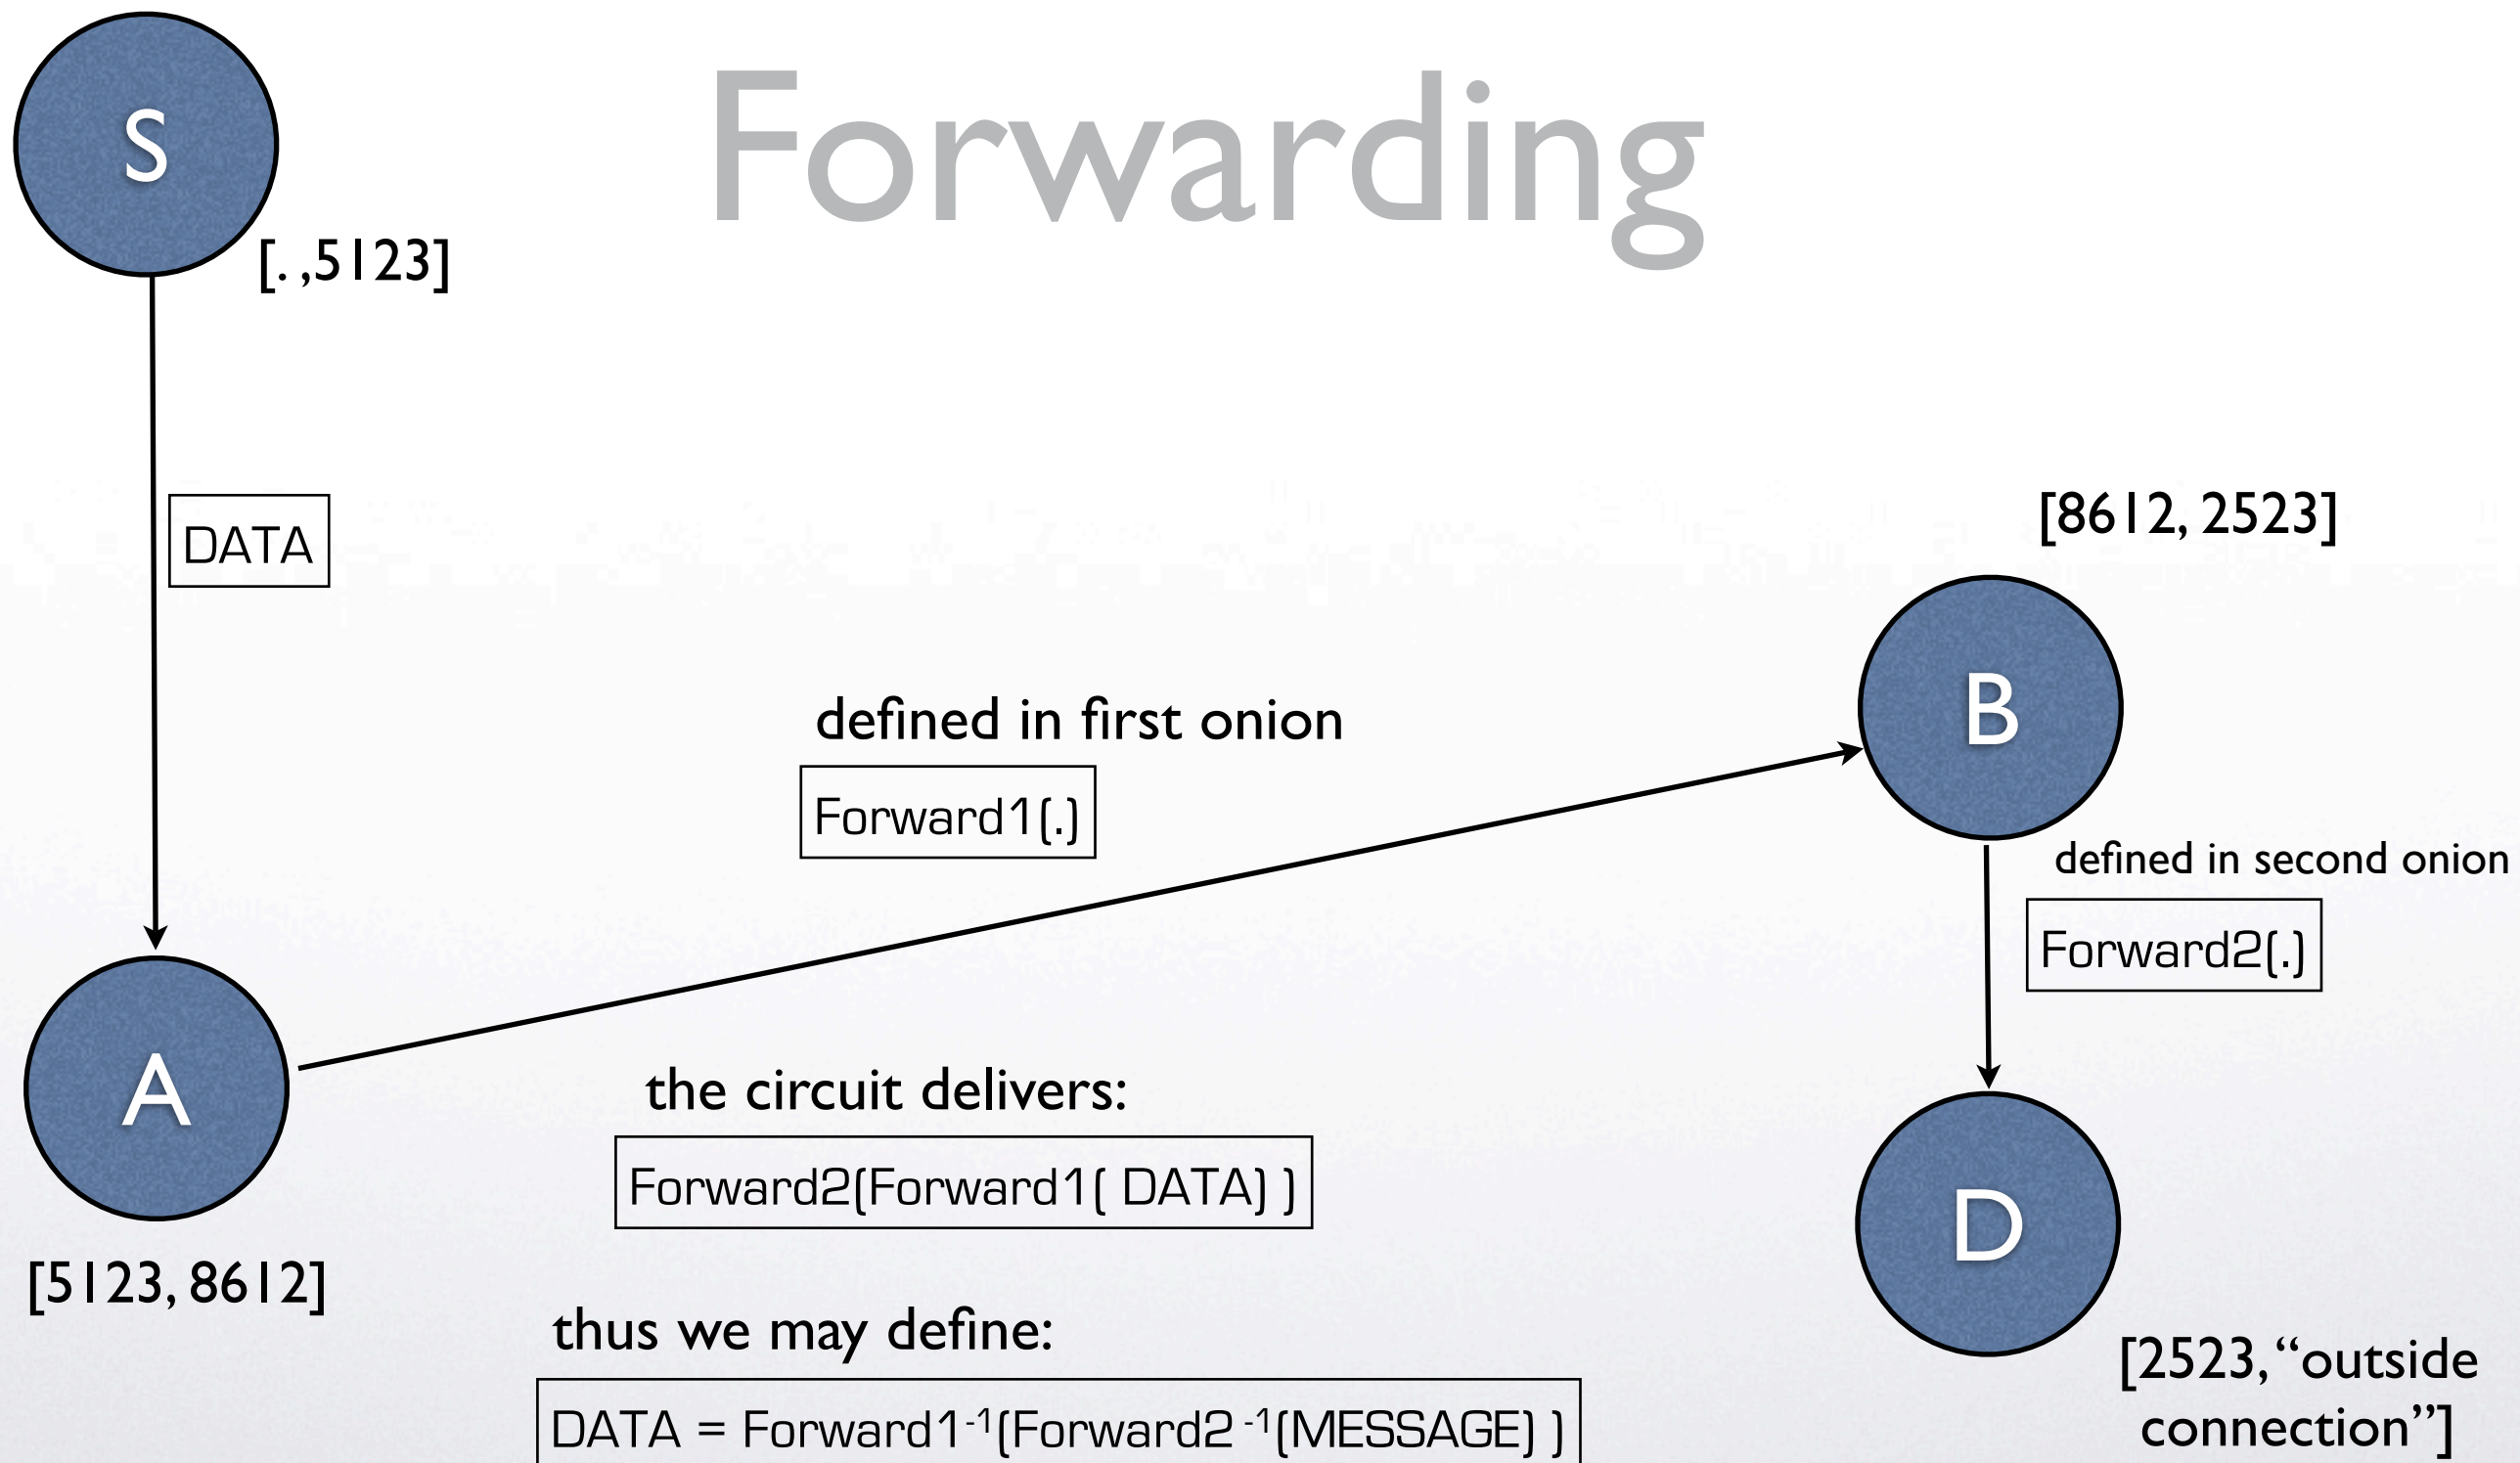 Forwarding
S
[. ,5123]
DATA
[8612, 2523]
B
defined in first onion
Forward1(.)
defined in second onion
Forward2(.)
A
[5123, 8612]
the circuit delivers:
Forward2(Forward1( DATA) )
D
[2523, “outside
connection”]
thus we may define:
DATA = Forward1⁻¹(Forward2⁻¹(MESSAGE) )